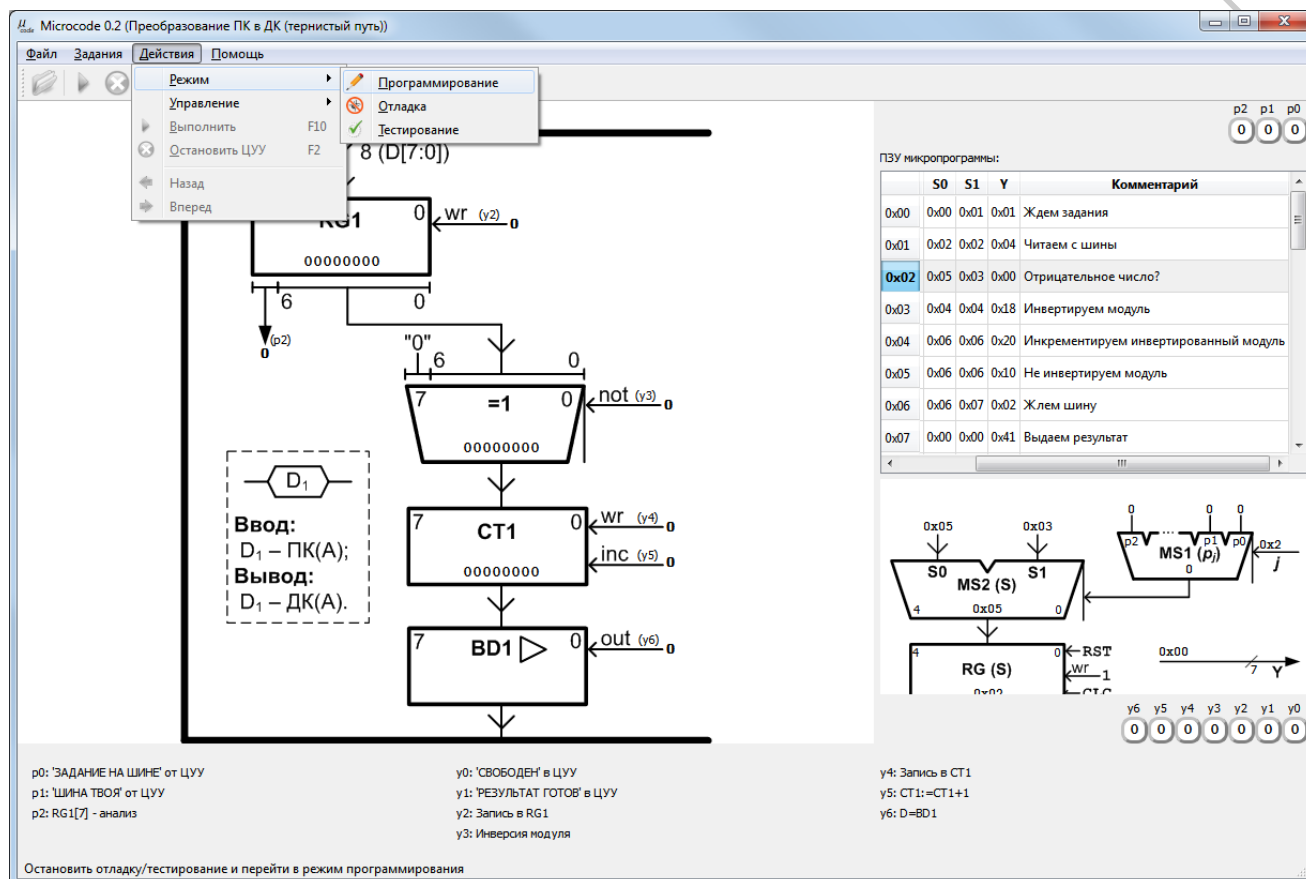 μcode Microcode 0.2 (Преобразование ПК в ДК (тернистый путь))
Файл Задания Действия Помощь
Режим
Управление
Выполнить F10
Остановить ЦУУ F2
Назад
Вперед
Программирование
Отладка
Тестирование
8 (D[7:0])
RG1 0
wr (y2) 0
00000000
6 0
(p2)
0
"0" 6 0
7 =1 0
not (y3) 0
00000000
7 CT1 0
wr (y4) 0
inc (y5) 0
00000000
7 BD1 0
out (y6) 0
D1
Ввод:
D1 – ПК(А);
Вывод:
D1 – ДК(А).
p2 p1 p0
0 0 0
ПЗУ микропрограммы:
S0 S1 Y Комментарий
0x00 0x00 0x01 0x01 Ждем задания
0x01 0x02 0x02 0x04 Читаем с шины
0x02 0x05 0x03 0x00 Отрицательное число?
0x03 0x04 0x04 0x18 Инвертируем модуль
0x04 0x06 0x06 0x20 Инкрементируем инвертированный модуль
0x05 0x06 0x06 0x10 Не инвертируем модуль
0x06 0x06 0x07 0x02 Жлем шину
0x07 0x00 0x00 0x41 Выдаем результат
0x05 0x03
S0 S1
MS2 (S)
4 0x05 0
0 0 0
p2 ... p1 p0
MS1 (pj)
0
0x2
j
4 0
RG (S)
0x02
RST
wr 1
CLC
0x00
7 Y
y6 y5 y4 y3 y2 y1 y0
0 0 0 0 0 0 0
p0: 'ЗАДАНИЕ НА ШИНЕ' от ЦУУ
p1: 'ШИНА ТВОЯ' от ЦУУ
p2: RG1[7] - анализ
y0: 'СВОБОДЕН' в ЦУУ
y1: 'РЕЗУЛЬТАТ ГОТОВ' в ЦУУ
y2: Запись в RG1
y3: Инверсия модуля
y4: Запись в CT1
y5: CT1:=CT1+1
y6: D=BD1
Остановить отладку/тестирование и перейти в режим программирования